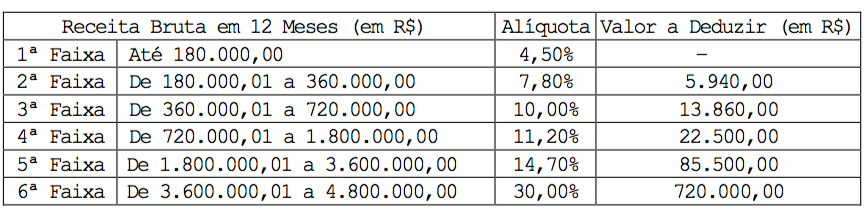 Receita Bruta em 12 Meses (em R$) Alíquota Valor a Deduzir (em R$)
1ª Faixa Até 180.000,00 4,50% –
2ª Faixa De 180.000,01 a 360.000,00 7,80% 5.940,00
3ª Faixa De 360.000,01 a 720.000,00 10,00% 13.860,00
4ª Faixa De 720.000,01 a 1.800.000,00 11,20% 22.500,00
5ª Faixa De 1.800.000,01 a 3.600.000,00 14,70% 85.500,00
6ª Faixa De 3.600.000,01 a 4.800.000,00 30,00% 720.000,00